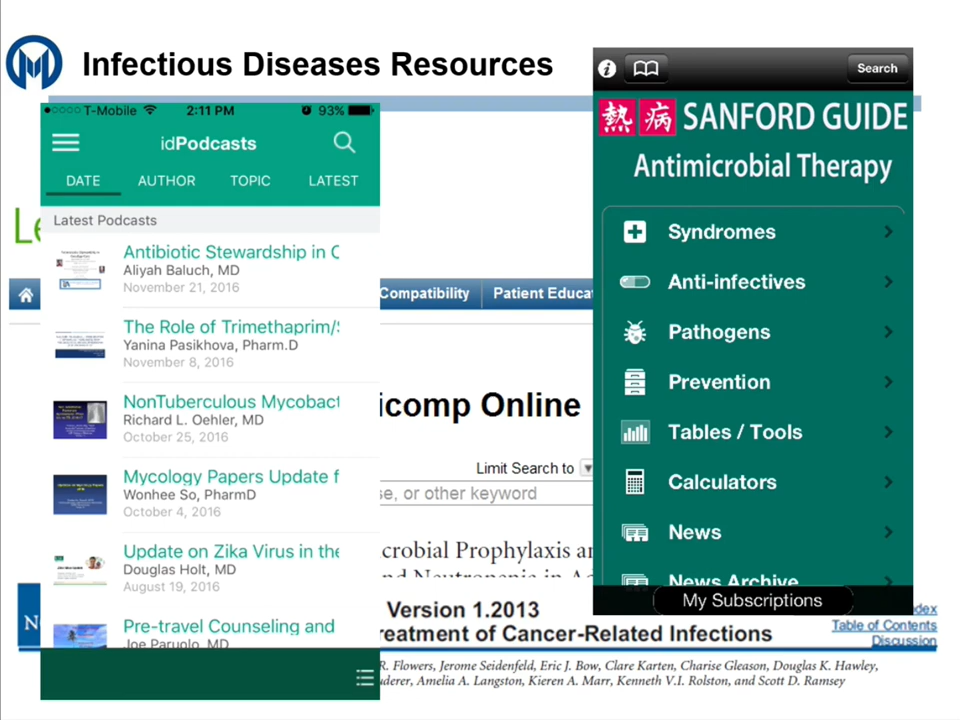 Infectious Diseases Resources
T-Mobile 2:11 PM 93%
idPodcasts
DATE AUTHOR TOPIC LATEST
Latest Podcasts
Antibiotic Stewardship in C
Aliyah Baluch, MD
November 21, 2016
The Role of Trimethaprim/S
Yanina Pasikhova, Pharm.D
November 8, 2016
NonTuberculous Mycobact
Richard L. Oehler, MD
October 25, 2016
Mycology Papers Update f
Wonhee So, PharmD
October 4, 2016
Update on Zika Virus in the
Douglas Holt, MD
August 19, 2016
Pre-travel Counseling and
Joe Paruolo, MD
Le
Compatibility Patient Educa
icomp Online
Limit Search to
se, or other keyword
crobial Prophylaxis an
and Neutropenia in Ad
N
Version 1.2013
reatment of Cancer-Related Infections
dex
Table of Contents
Discussion
R. Flowers, Jerome Seidenfeld, Eric J. Bow, Clare Karten, Charise Gleason, Douglas K. Hawley,
uderer, Amelia A. Langston, Kieren A. Marr, Kenneth V.I. Rolston, and Scott D. Ramsey
Search
熱病 SANFORD GUIDE
Antimicrobial Therapy
Syndromes
Anti-infectives
Pathogens
Prevention
Tables / Tools
Calculators
News
News Archive
My Subscriptions